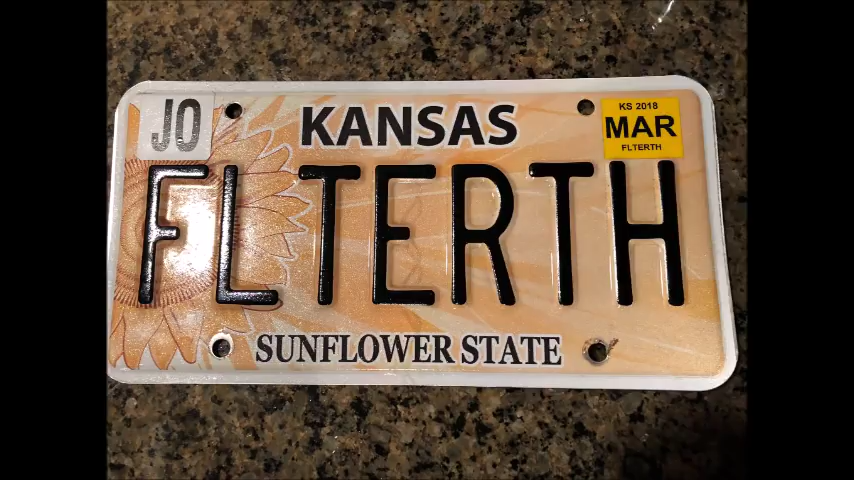 JO
KANSAS
KS 2018
MAR
FLTERTH
FLTERTH
SUNFLOWER STATE